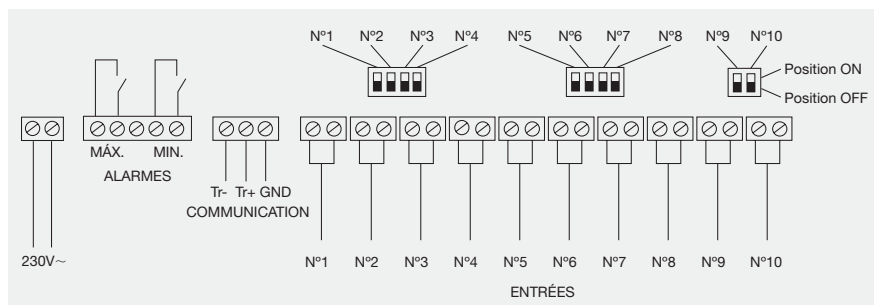 Nº1 Nº2 Nº3 Nº4 Nº5 Nº6 Nº7 Nº8 Nº9 Nº10
Position ON
Position OFF
MÁX. MIN.
ALARMES
Tr- Tr+ GND
COMMUNICATION
230V~ Nº1 Nº2 Nº3 Nº4 Nº5 Nº6 Nº7 Nº8 Nº9 Nº10
ENTRÉES